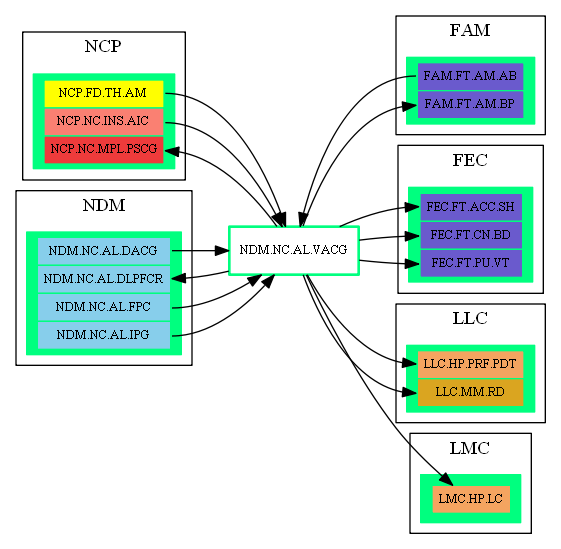 NCP
NCP.FD.TH.AM
NCP.NC.INS.AIC
NCP.NC.MPL.PSCG
NDM
NDM.NC.AL.DACG
NDM.NC.AL.DLPFCR
NDM.NC.AL.FPC
NDM.NC.AL.IPG
NDM.NC.AL.VACG
FAM
FAM.FT.AM.AB
FAM.FT.AM.BP
FEC
FEC.FT.ACC.SH
FEC.FT.CN.BD
FEC.FT.PU.VT
LLC
LLC.HP.PRF.PDT
LLC.MM.RD
LMC
LMC.HP.LC